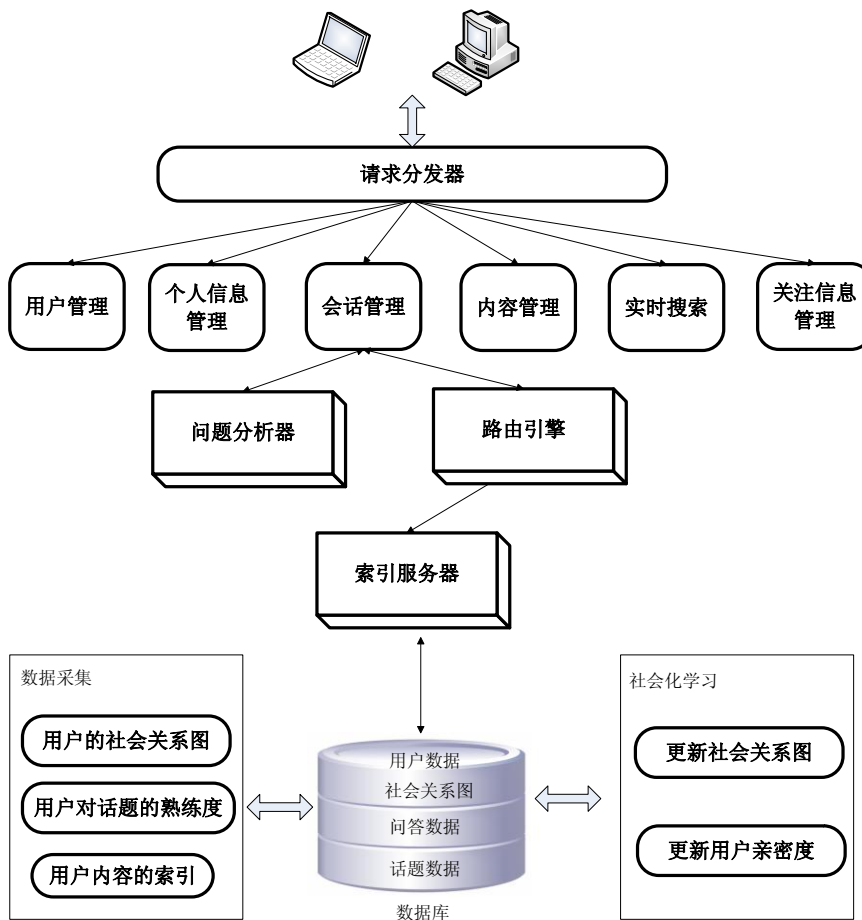 请求分发器
用户管理
个人信息
管理
会话管理
内容管理
实时搜索
关注信息
管理
问题分析器
路由引擎
索引服务器
数据采集
用户的社会关系图
用户对话题的熟练度
用户内容的索引
用户数据
社会关系图
问答数据
话题数据
数据库
社会化学习
更新社会关系图
更新用户亲密度